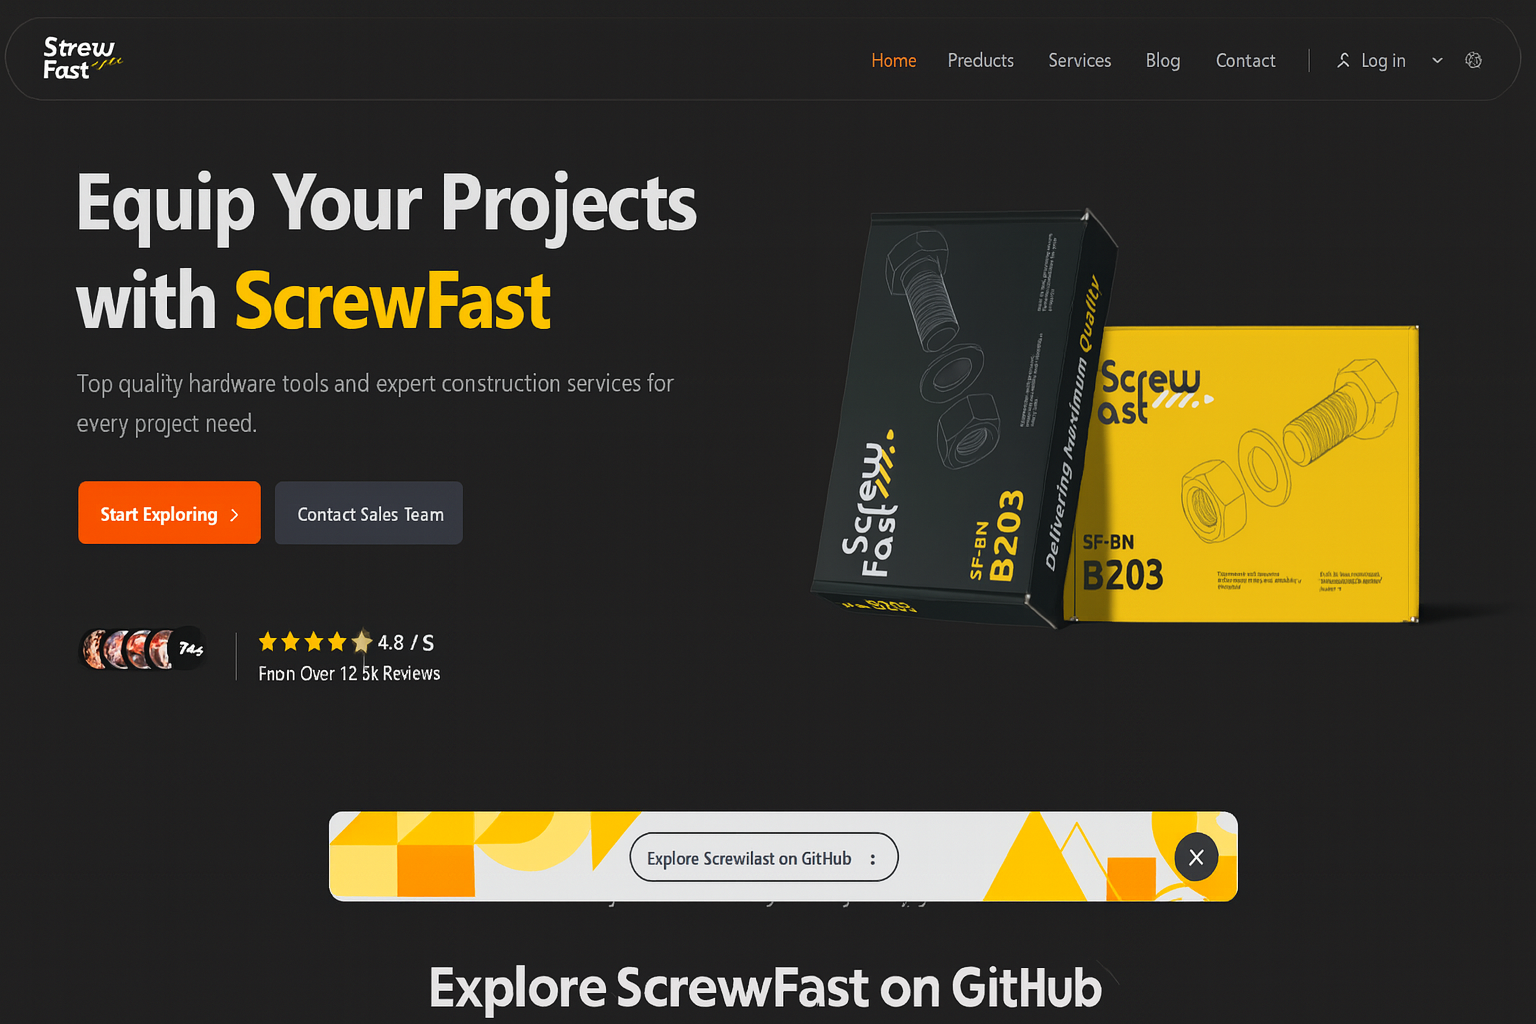 Strew
Fast
Home
Preducts
Services
Blog
Contact
Log in
Equip Your Projects
with ScrewFast
Top quality hardware tools and expert construction services for
every project need.
Start Exploring
Contact Sales Team
4.8 / S
Over 12 5k Reviews
Screw
Fast
SF-BN
B203
Delivering Maximum Quality
B203
Screw
ast
SF-BN
B203
Explore Screwilast on GitHub
Explore ScrewFast on GitHub